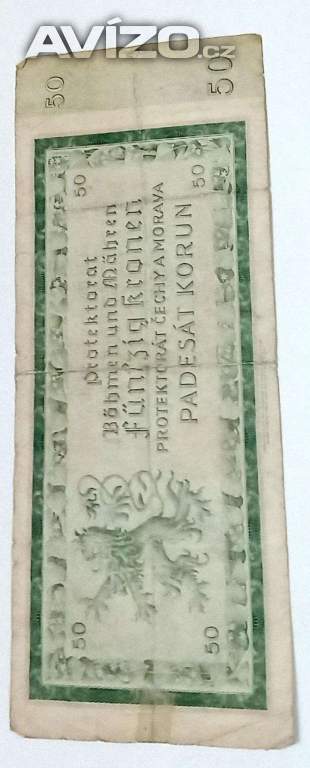 AVÍZO.cz
50
50
50
50
Protektorat
Böhmen und Mähren
Fünfzig Kronen
PROTEKTORÁT ČECHY A MORAVA
PADESÁT KORUN
50
50